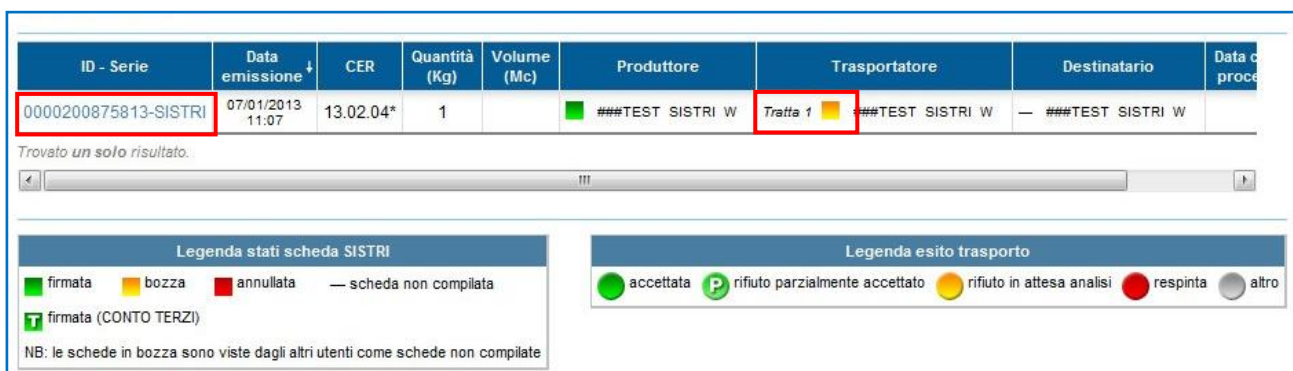 ID - Serie Data emissione CER Quantità (Kg) Volume (Mc) Produttore Trasportatore Destinatario Data c proce
0000200875813-SISTRI 07/01/2013 11:07 13.02.04* 1 ###TEST SISTRI W Tratta 1 ###TEST SISTRI W — ###TEST SISTRI W
Trovato un solo risultato.
Legenda stati scheda SISTRI
firmata bozza annullata — scheda non compilata
T firmata (CONTO TERZI)
NB: le schede in bozza sono viste dagli altri utenti come schede non compilate
Legenda esito trasporto
accettata P rifiuto parzialmente accettato rifiuto in attesa analisi respinta altro